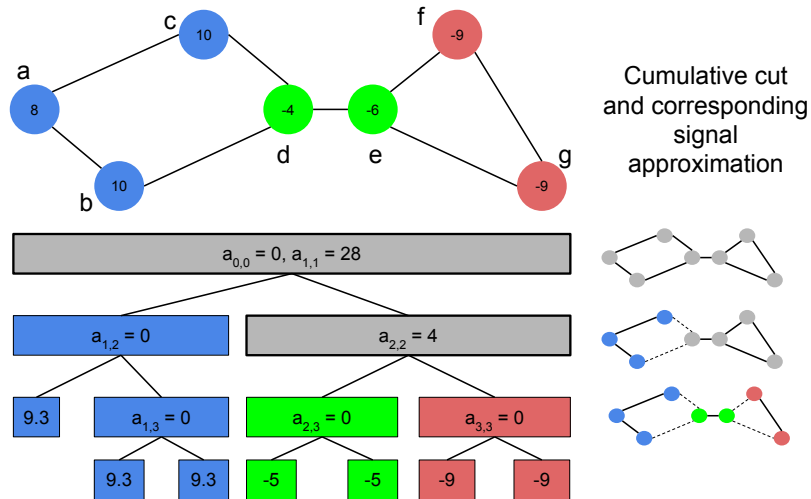 c
10
f
-9
a
8
-4
-6
d
e
10
b
g
-9
Cumulative cut
and corresponding
signal
approximation
a0,0 = 0, a1,1 = 28
a1,2 = 0
a2,2 = 4
9.3
a1,3 = 0
a2,3 = 0
a3,3 = 0
9.3
9.3
-5
-5
-9
-9